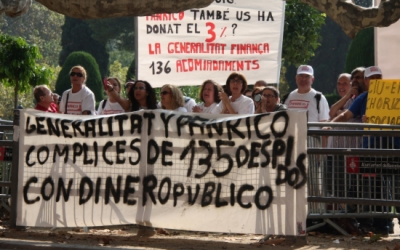 PANRICO TAMBÉ US HA
DONAT EL 3%?
LA GENERALITAT FINANÇA
136 ACOMIADAMENTS
GENERALITAT Y PANRICO
COMPLICES DE 135 DESPIDOS
CON DINERO PUBLICO